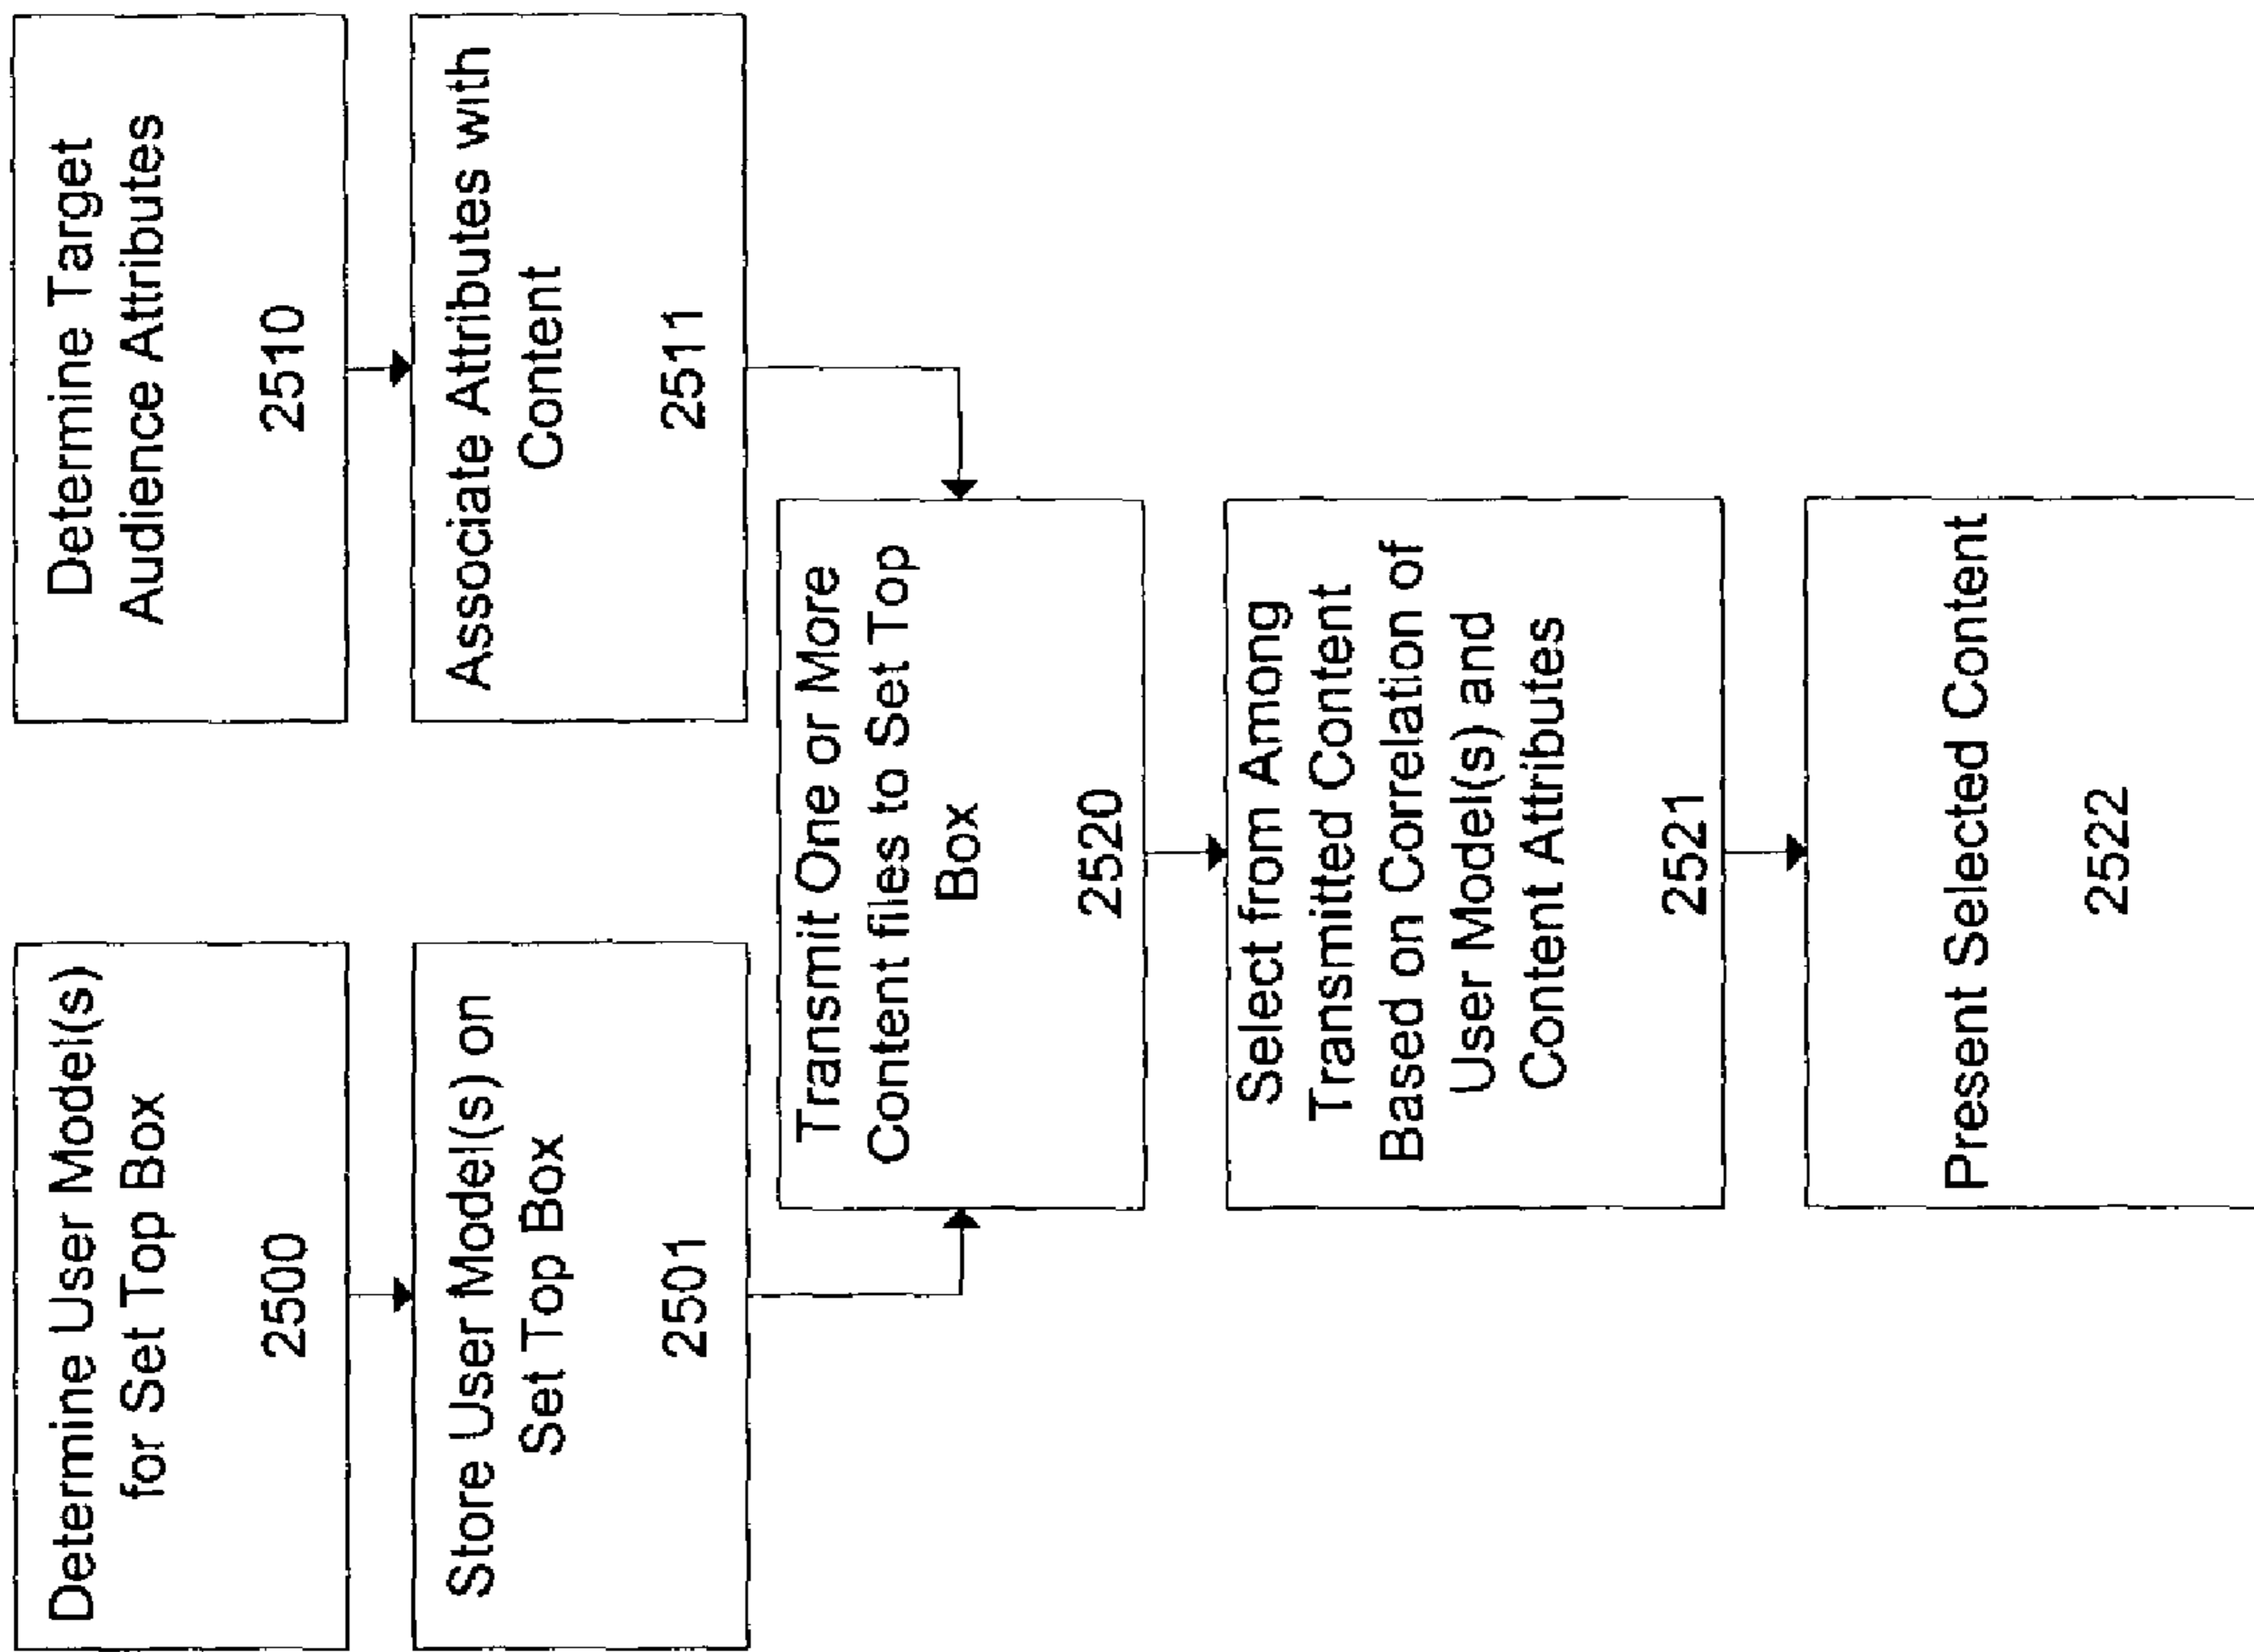 Determine User Model(s)
for Set Top Box
2500
Store User Model(s) on
Set Top Box
2501
Determine Target
Audience Attributes
2510
Associate Attributes with
Content
2511
Transmit One or More
Content files to Set Top
Box
2520
Select from Among
Transmitted Content
Based on Correlation of
User Model(s) and
Content Attributes
2521
Present Selected Content
2522